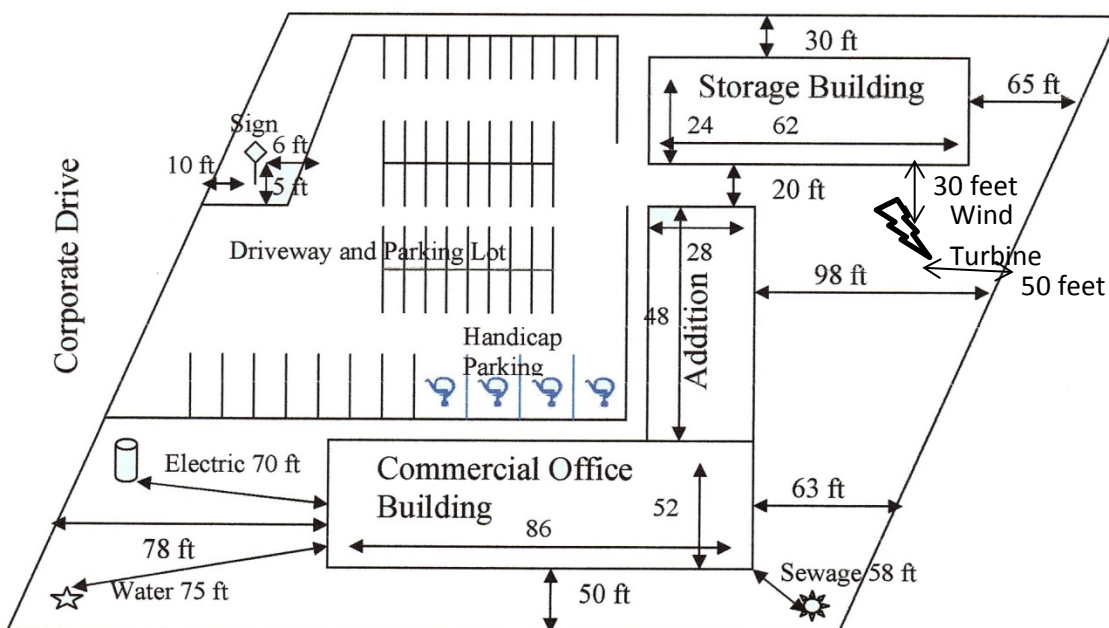 30 ft
Storage Building
65 ft
24
62
Sign
6 ft
10 ft
5 ft
20 ft
30 feet
Wind
Turbine
50 feet
Corporate Drive
Driveway and Parking Lot
28
98 ft
48
Addition
Handicap
Parking
Electric 70 ft
Commercial Office
Building
52
86
63 ft
78 ft
Water 75 ft
50 ft
Sewage 58 ft